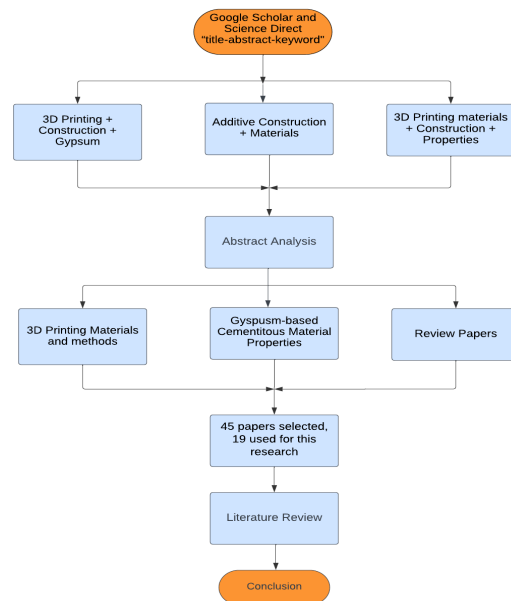 Google Scholar and
Science Direct
"title-abstract-keyword"
3D Printing +
Construction +
Gypsum
Additive Construction
+ Materials
3D Printing materials
+ Construction +
Properties
Abstract Analysis
3D Printing Materials
and methods
Gyspusm-based
Cementitous Material
Properties
Review Papers
45 papers selected,
19 used for this
research
Literature Review
Conclusion